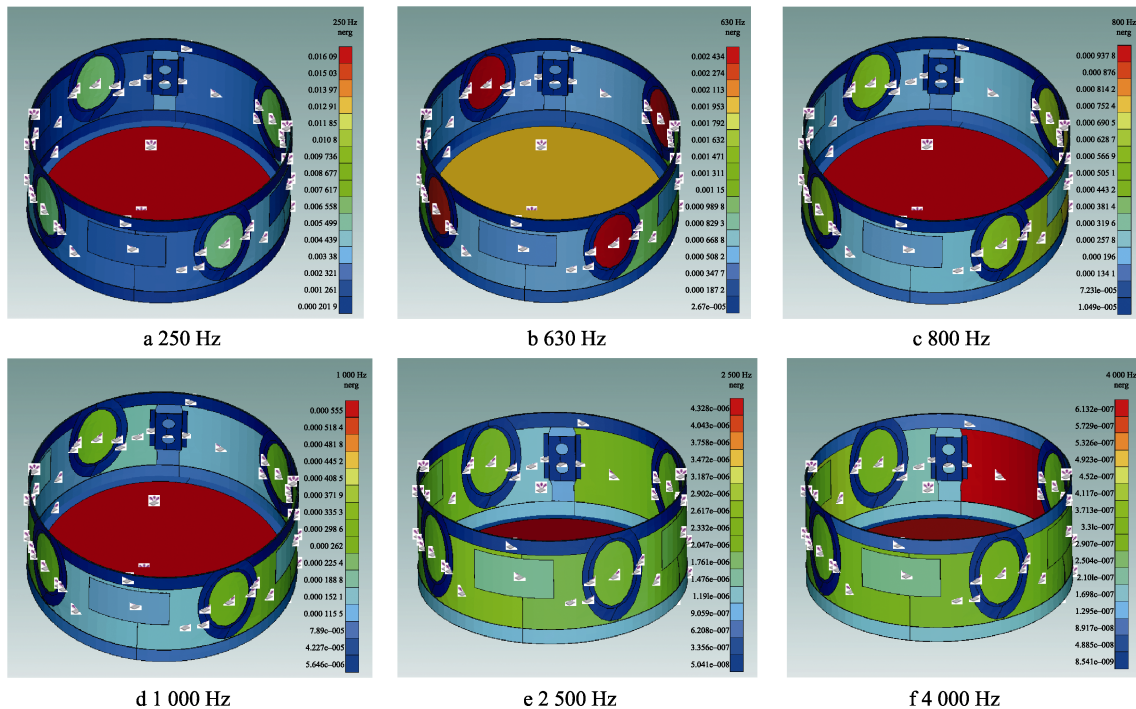 250 Hz
nerg
0.016 09
0.015 03
0.013 97
0.012 91
0.011 85
0.010 8
0.009 736
0.008 677
0.007 617
0.006 558
0.005 499
0.004 439
0.003 38
0.002 321
0.001 261
0.000 201 9
a 250 Hz
630 Hz
nerg
0.002 434
0.002 274
0.002 113
0.001 953
0.001 792
0.001 632
0.001 471
0.001 311
0.001 15
0.000 989 8
0.000 829 3
0.000 668 8
0.000 508 2
0.000 347 7
0.000 187 2
2.67e-005
b 630 Hz
800 Hz
nerg
0.000 937 8
0.000 876
0.000 814 2
0.000 752 4
0.000 690 5
0.000 628 7
0.000 566 9
0.000 505 1
0.000 443 2
0.000 381 4
0.000 319 6
0.000 257 8
0.000 196
0.000 134 1
7.231e-005
1.049e-005
c 800 Hz
1 000 Hz
nerg
0.000 555
0.000 518 4
0.000 481 8
0.000 445 2
0.000 408 5
0.000 371 9
0.000 335 3
0.000 298 6
0.000 262
0.000 225 4
0.000 188 8
0.000 152 1
0.000 115 5
7.89e-005
4.227e-005
5.646e-006
d 1 000 Hz
2 500 Hz
nerg
4.328e-006
4.043e-006
3.758e-006
3.472e-006
3.187e-006
2.902e-006
2.617e-006
2.332e-006
2.047e-006
1.761e-006
1.476e-006
1.191e-006
9.059e-007
6.208e-007
3.356e-007
5.041e-008
e 2 500 Hz
4 000 Hz
nerg
6.132e-007
5.729e-007
5.326e-007
4.923e-007
4.52e-007
4.117e-007
3.713e-007
3.31e-007
2.907e-007
2.504e-007
2.101e-007
1.698e-007
1.295e-007
8.917e-008
4.885e-008
8.541e-009
f 4 000 Hz